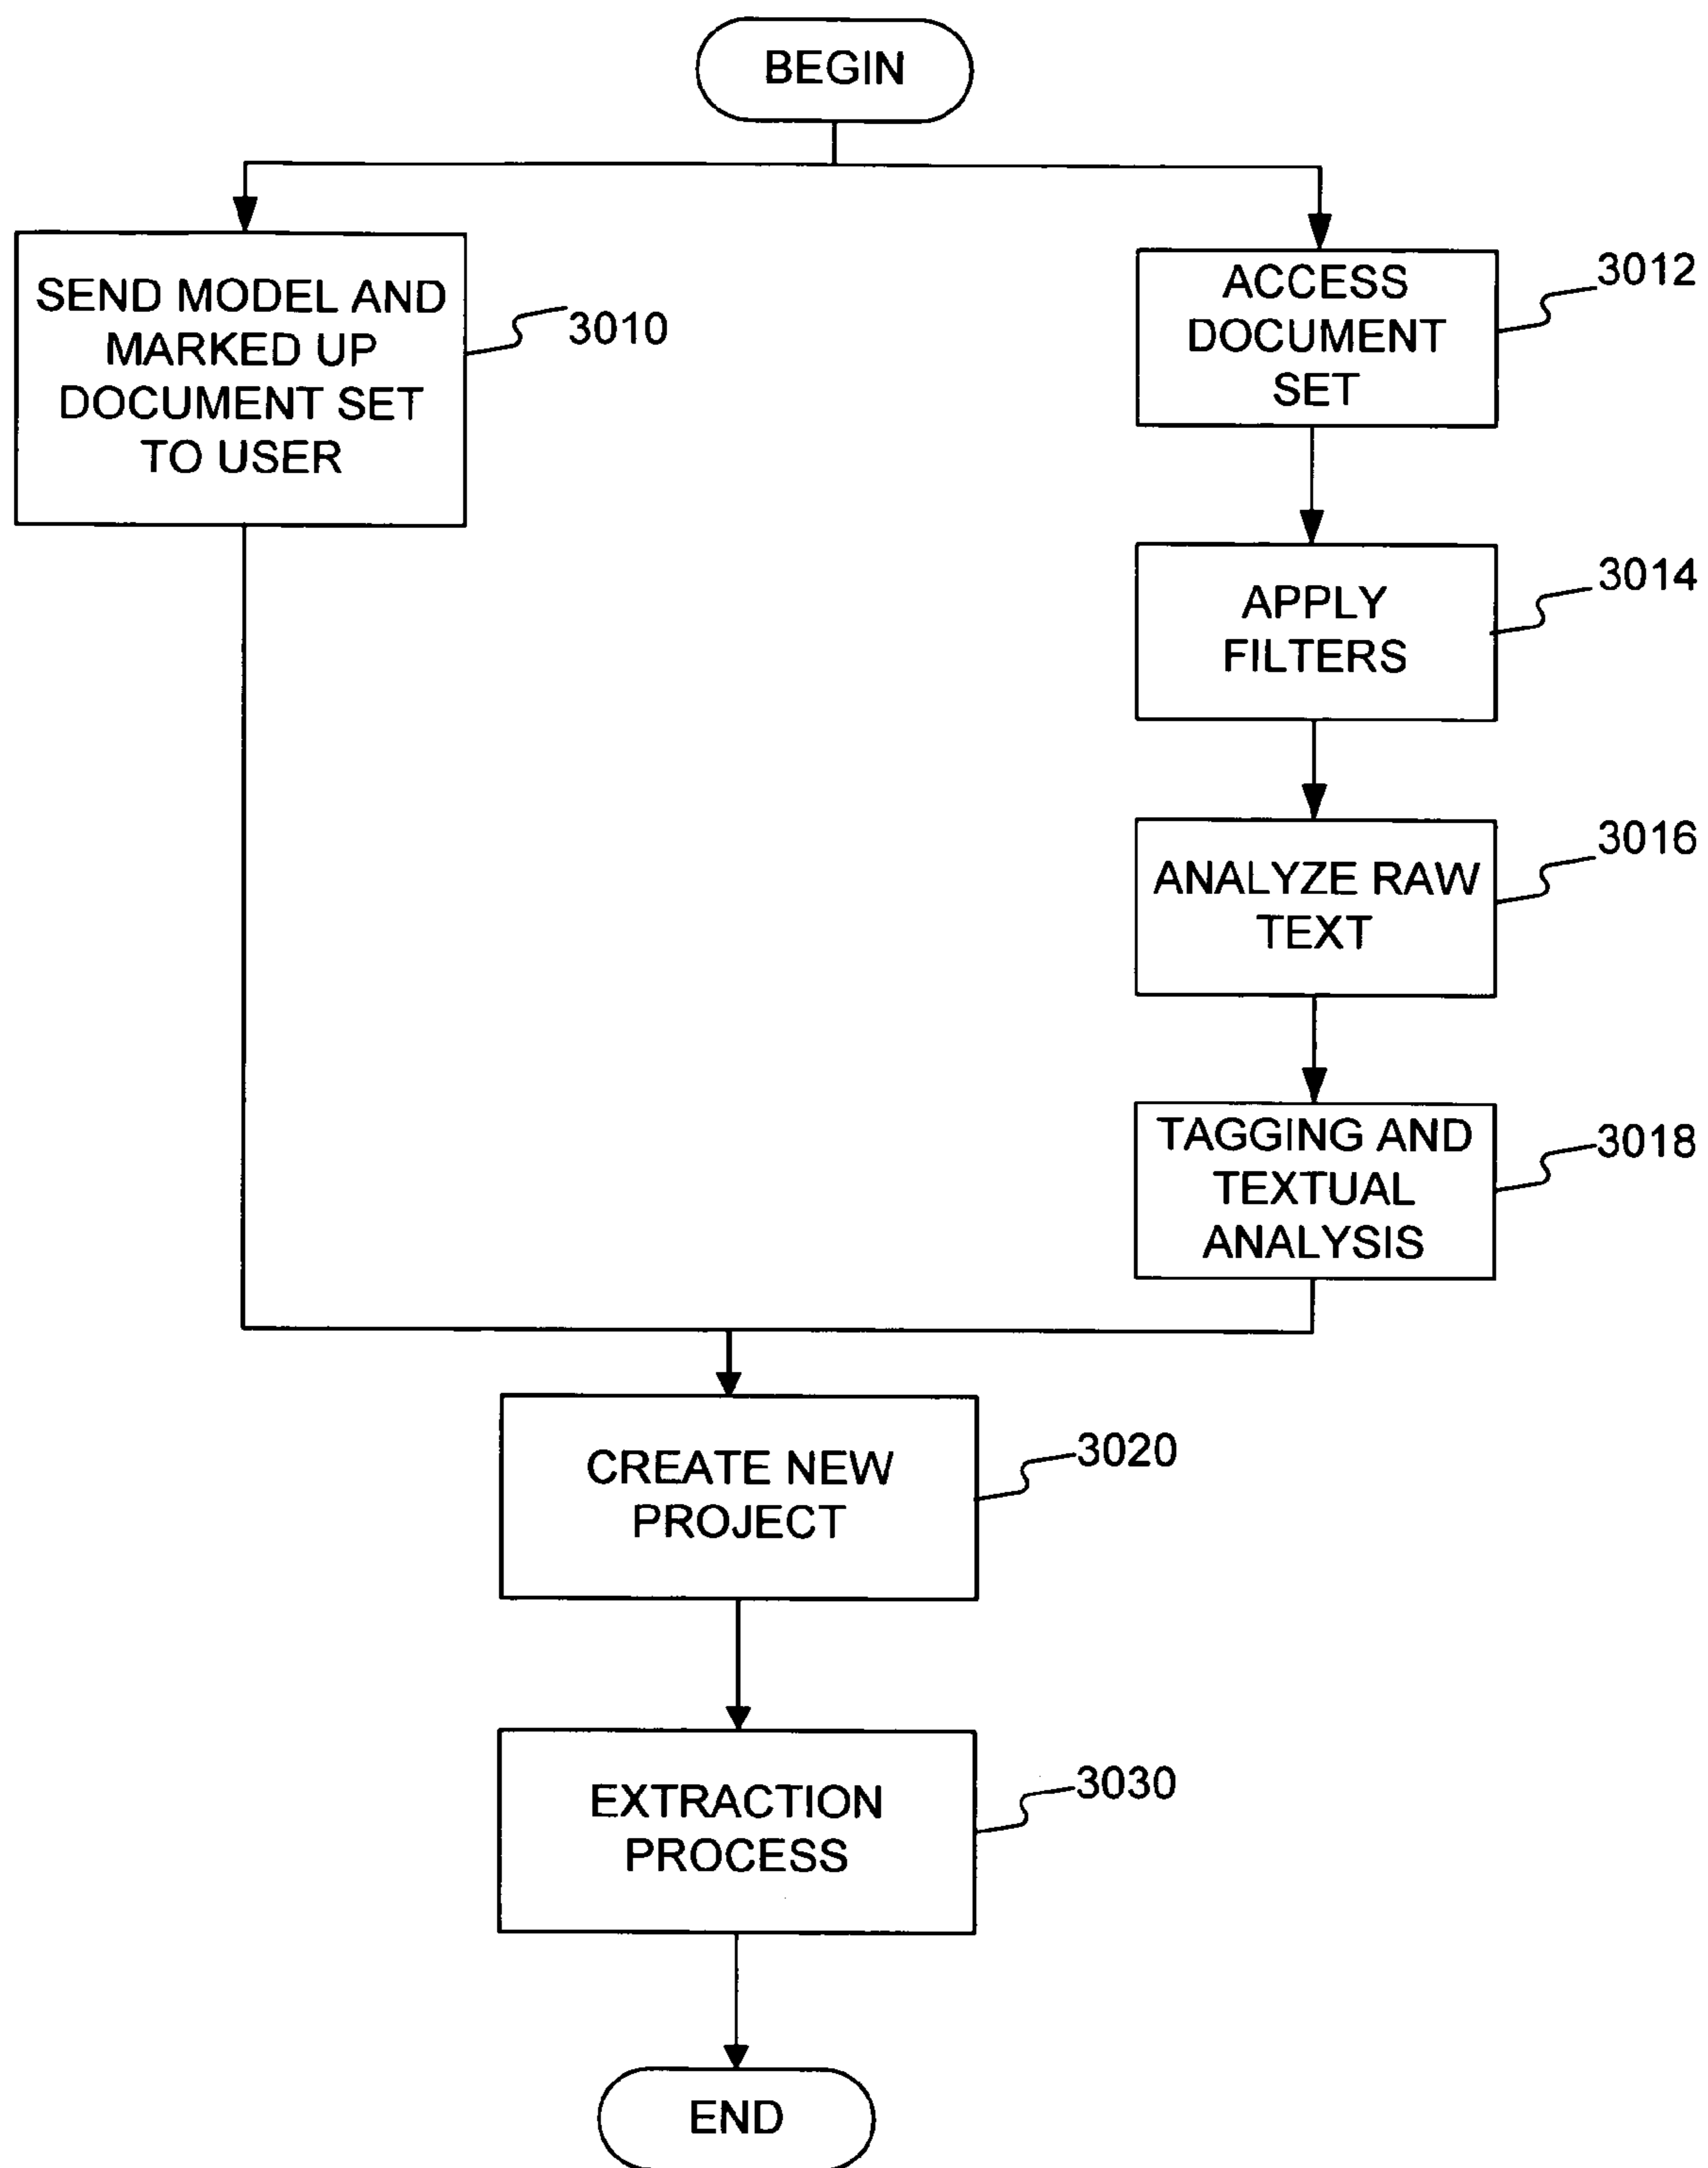 BEGIN
SEND MODEL AND
MARKED UP
DOCUMENT SET
TO USER
3010
ACCESS
DOCUMENT
SET
3012
APPLY
FILTERS
3014
ANALYZE RAW
TEXT
3016
TAGGING AND
TEXTUAL
ANALYSIS
3018
CREATE NEW
PROJECT
3020
EXTRACTION
PROCESS
3030
END